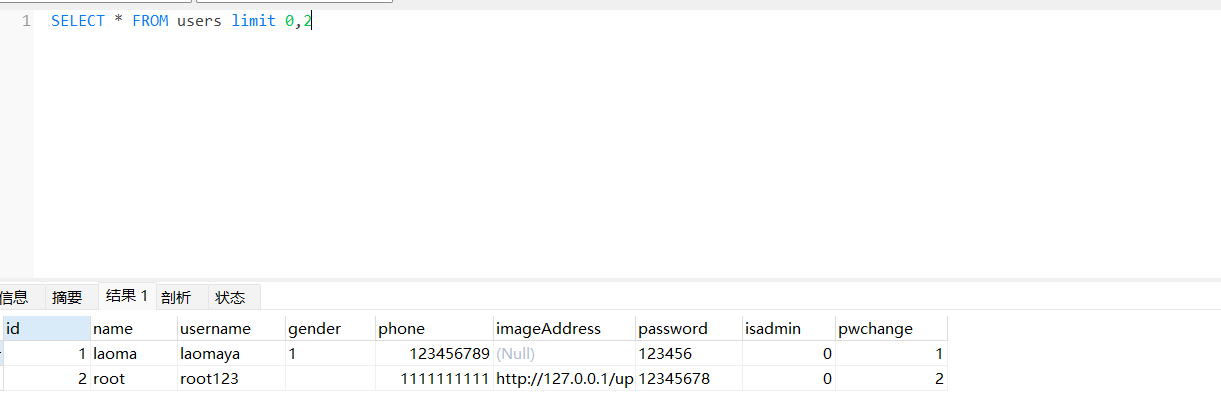 1 SELECT * FROM users limit 0,2
信息 摘要 结果 1 剖析 状态
id name username gender phone imageAddress password isadmin pwchange
1 laoma laomaya 1 123456789 (Null) 123456 0 1
2 root root123 1111111111 http://127.0.0.1/up 12345678 0 2